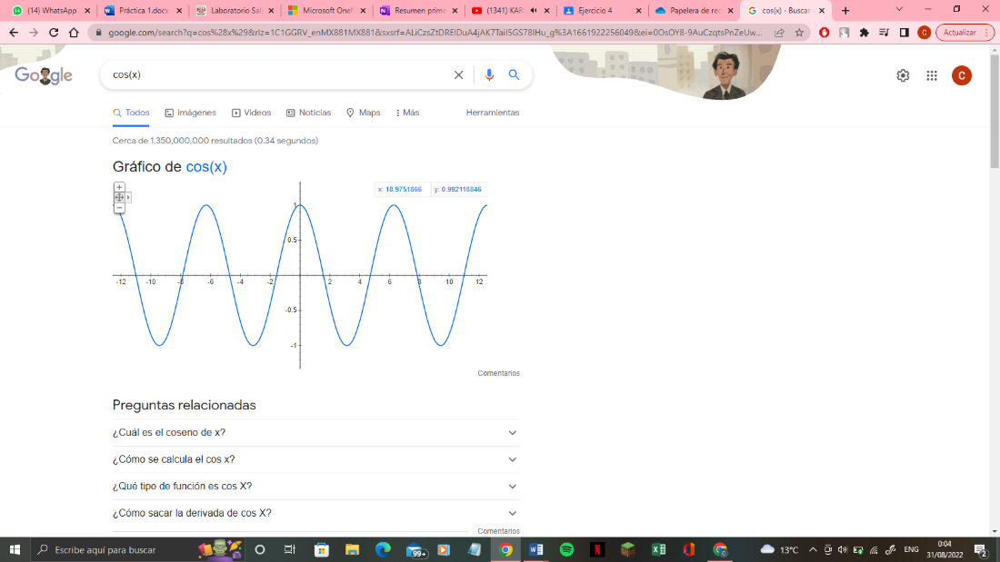 (14) WhatsApp
Práctica 1.docx
Laboratorio Sal
Microsoft One
Resumen prime
(1341) KAR
Ejercicio 4
Papelera de rec
cos(x) - Buscar
google.com/search?q=cos%28x%29&rlz=1C1GGRV_enMX881MX881&sxsrf=ALiCzsZtDREIDuA4jAK7Tail5GS78IHu_g%3A1661922256049&ei=0OsOY8-9AuCzqtsPnZeUw...
Actualizar
Google
cos(x)
C
Todos
Imágenes
Videos
Noticias
Maps
Más
Herramientas
Cerca de 1,350,000,000 resultados (0.34 segundos)
Gráfico de cos(x)
x: 18.9751866
y: 0.992118846
1
0.5
-12 -10 -8 -6 -4 -2 2 4 6 8 10 12
-0.5
-1
Comentarios
Preguntas relacionadas
¿Cuál es el coseno de x?
¿Cómo se calcula el cos x?
¿Qué tipo de función es cos X?
¿Cómo sacar la derivada de cos X?
Comentarios
Escribe aquí para buscar
99+
13°C
ENG
0:04
31/08/2022
2